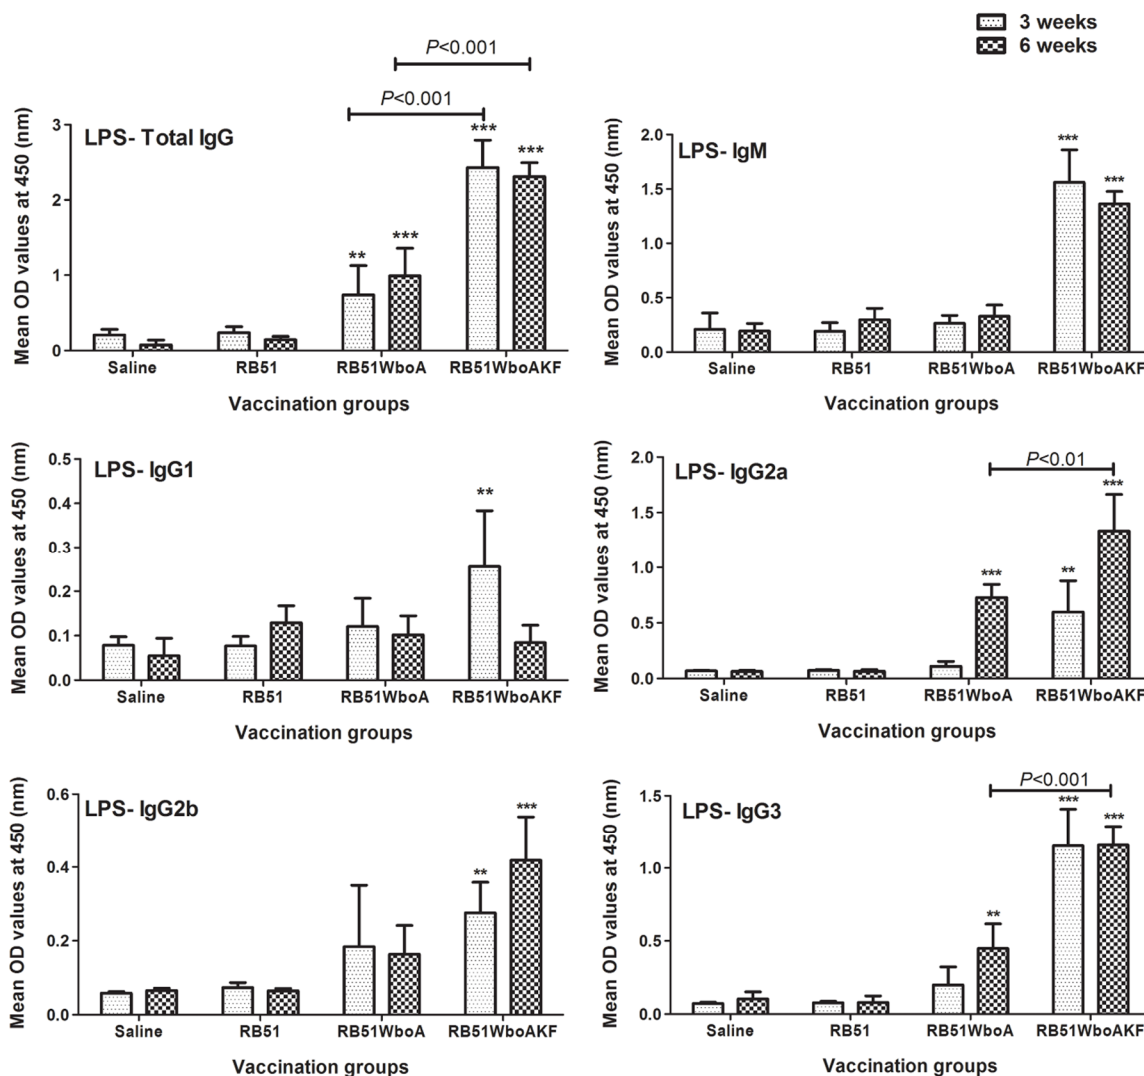 3 weeks
6 weeks
P<0.001
P<0.001
LPS- Total IgG
Mean OD values at 450 (nm)
3
2
1
0
*** ***
** ***
Saline RB51 RB51WboA RB51WboAKF
Vaccination groups
LPS- IgM
Mean OD values at 450 (nm)
2.0
1.5
1.0
0.5
0.0
*** ***
Saline RB51 RB51WboA RB51WboAKF
Vaccination groups
LPS- IgG1
Mean OD values at 450 (nm)
0.5
0.4
0.3
0.2
0.1
0.0
**
Saline RB51 RB51WboA RB51WboAKF
Vaccination groups
P<0.01
LPS- IgG2a
Mean OD values at 450 (nm)
2.0
1.5
1.0
0.5
0.0
*** ** ***
Saline RB51 RB51WboA RB51WboAKF
Vaccination groups
LPS- IgG2b
Mean OD values at 450 (nm)
0.6
0.4
0.2
0.0
** ***
Saline RB51 RB51WboA RB51WboAKF
Vaccination groups
P<0.001
LPS- IgG3
Mean OD values at 450 (nm)
1.5
1.0
0.5
0.0
** *** ***
Saline RB51 RB51WboA RB51WboAKF
Vaccination groups